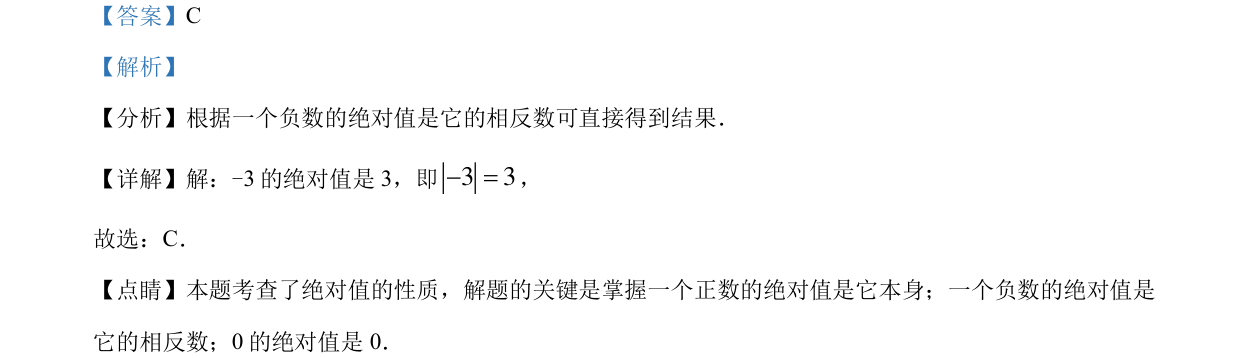 【答案】C
【解析】
【分析】根据一个负数的绝对值是它的相反数可直接得到结果．
【详解】解：-3 的绝对值是 3，即|−3| = 3，
故选：C．
【点睛】本题考查了绝对值的性质，解题的关键是掌握一个正数的绝对值是它本身；一个负数的绝对值是
它的相反数；0 的绝对值是 0．